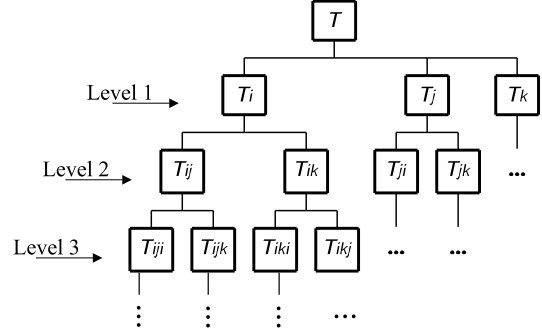 T
Level 1 Ti Tj Tk
Level 2 Tij Tik Tji Tjk ...
Level 3 Tiji Tijk Tiki Tikj ... ...
⋮ ⋮ ⋮ ...